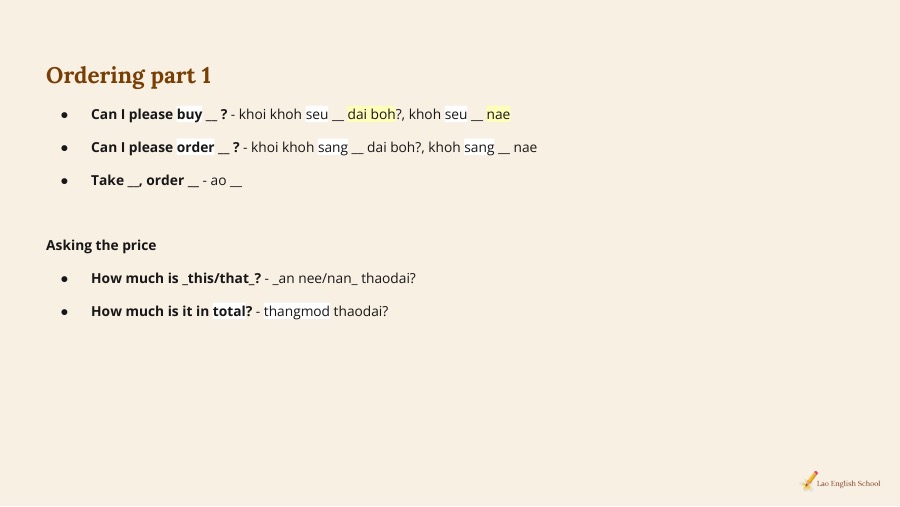 Ordering part 1
● Can I please buy __ ? - khoi khoh seu __ dai boh?, khoh seu __ nae
● Can I please order __ ? - khoi khoh sang __ dai boh?, khoh sang __ nae
● Take __, order __ - ao __
Asking the price
● How much is _this/that_? - _an nee/nan_ thaodai?
● How much is it in total? - thangmod thaodai?
Lao English School